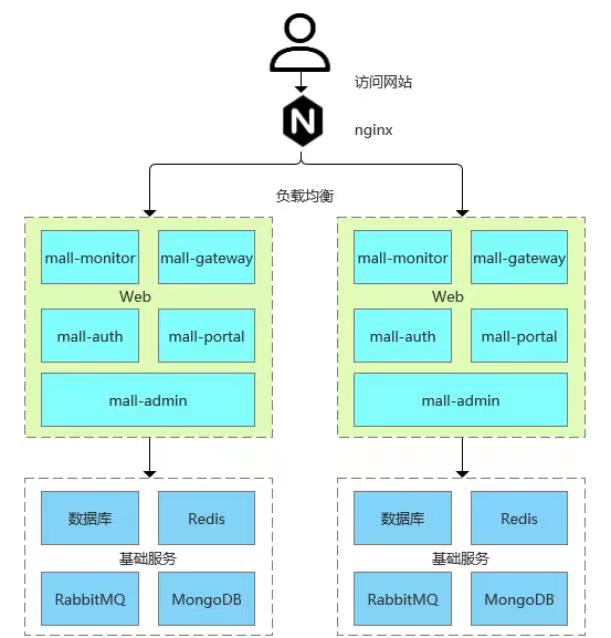 访问网站
N
nginx
负载均衡
mall-monitor
mall-gateway
Web
mall-auth
mall-portal
mall-admin
mall-monitor
mall-gateway
Web
mall-auth
mall-portal
mall-admin
数据库
Redis
基础服务
RabbitMQ
MongoDB
数据库
Redis
基础服务
RabbitMQ
MongoDB